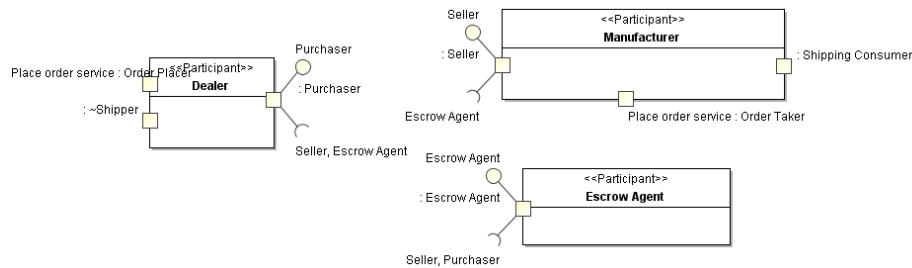 Seller
<<Participant>>
Manufacturer
: Seller
: Shipping Consumer
Escrow Agent
Place order service : Order Taker
Purchaser
<<Participant>>
Place order service : Order Placer
Dealer
: Purchaser
: ~Shipper
Seller, Escrow Agent
Escrow Agent
<<Participant>>
: Escrow Agent
Escrow Agent
Seller, Purchaser